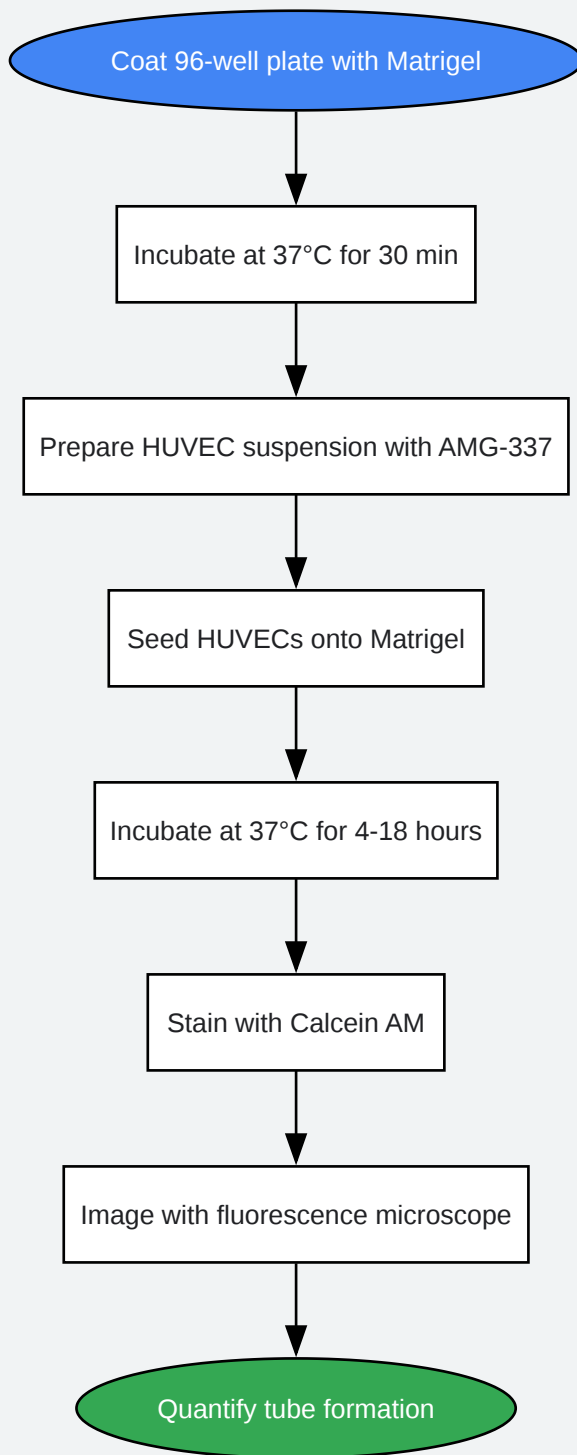 Coat 96-well plate with Matrigel
Incubate at 37°C for 30 min
Prepare HUVEC suspension with AMG-337
Seed HUVECs onto Matrigel
Incubate at 37°C for 4-18 hours
Stain with Calcein AM
Image with fluorescence microscope
Quantify tube formation